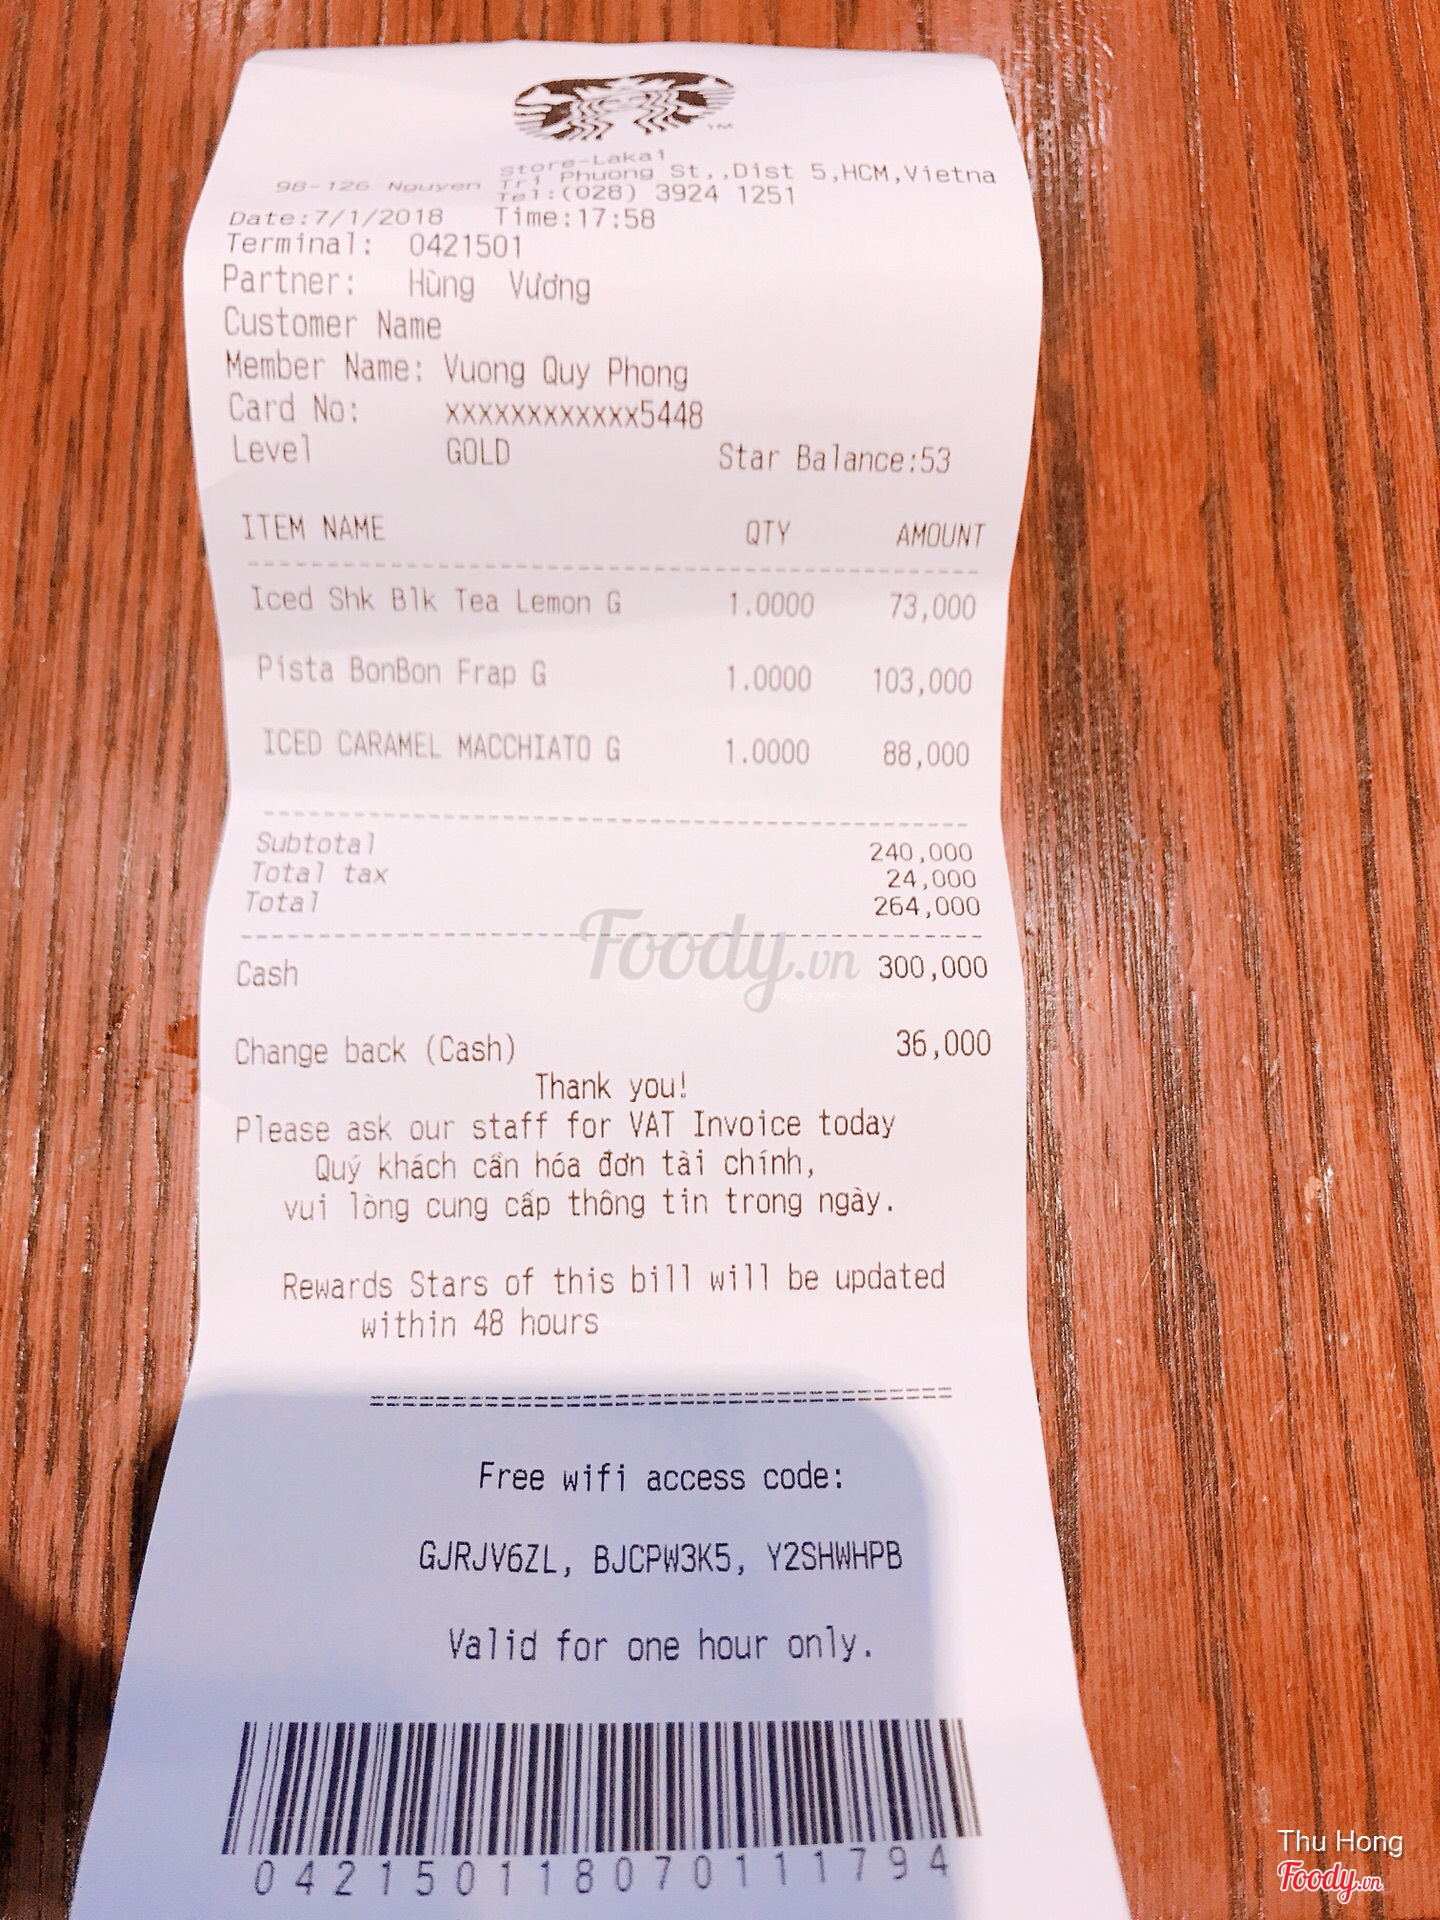 TM
Store-Lakai
98-126 Nguyen Tri Phuong St,,Dist 5,HCM,Vietna
Tel:(028) 3924 1251
Date:7/1/2018 Time:17:58
Terminal: 0421501
Partner: Hùng Vương
Customer Name
Member Name: Vuong Quy Phong
Card No: xxxxxxxxxxxx5448
Level GOLD Star Balance:53
ITEM NAME QTY AMOUNT
Iced Shk Blk Tea Lemon G 1.0000 73,000
Pista BonBon Frap G 1.0000 103,000
ICED CARAMEL MACCHIATO G 1.0000 88,000
Subtotal 240,000
Total tax 24,000
Total 264,000
Foody.vn
Cash 300,000
Change back (Cash) 36,000
Thank you!
Please ask our staff for VAT Invoice today
Quý khách cần hóa đơn tài chính,
vui lòng cung cấp thông tin trong ngày.
Rewards Stars of this bill will be updated
within 48 hours
Free wifi access code:
GJRJV6ZL, BJCPW3K5, Y2SHWHPB
Valid for one hour only.
042150118070111794
Thu Hong
Foody.vn